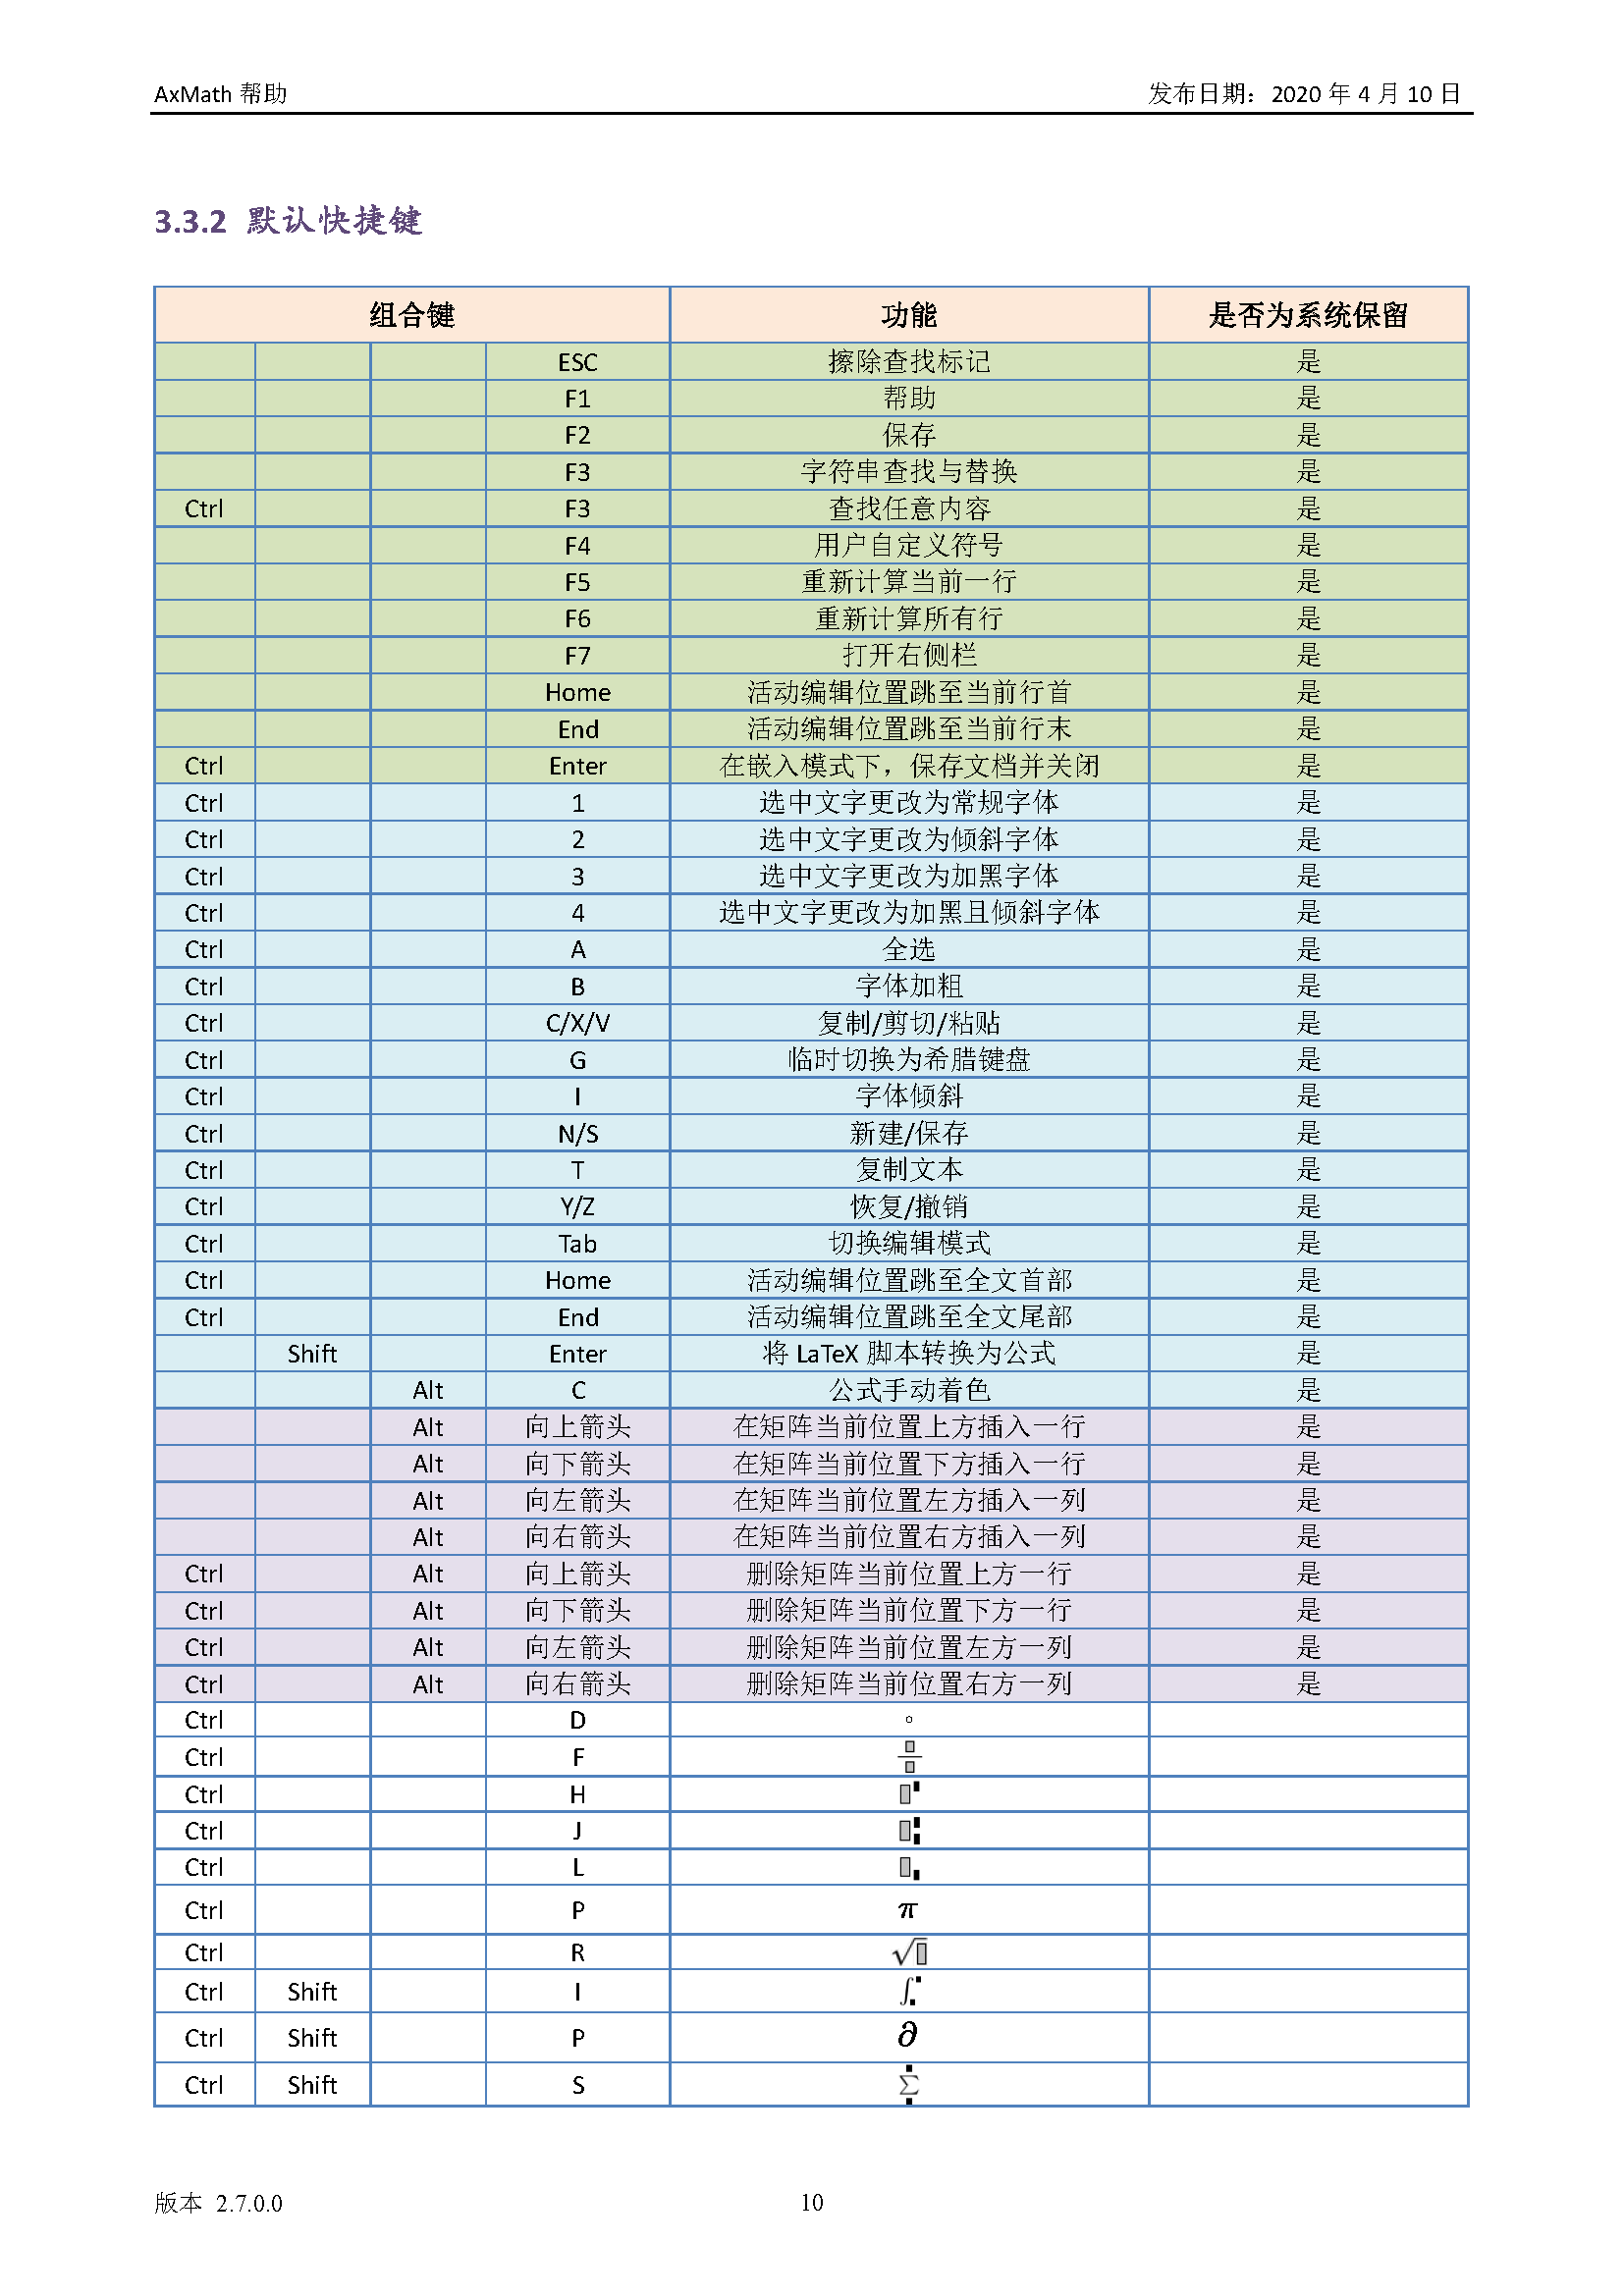 AxMath 帮助 发布日期：2020 年 4 月 10 日
3.3.2 默认快捷键
组合键 功能 是否为系统保留
ESC 擦除查找标记 是
F1 帮助 是
F2 保存 是
F3 字符串查找与替换 是
Ctrl F3 查找任意内容 是
F4 用户自定义符号 是
F5 重新计算当前一行 是
F6 重新计算所有行 是
F7 打开右侧栏 是
Home 活动编辑位置跳至当前行首 是
End 活动编辑位置跳至当前行末 是
Ctrl Enter 在嵌入模式下，保存文档并关闭 是
Ctrl 1 选中文字更改为常规字体 是
Ctrl 2 选中文字更改为倾斜字体 是
Ctrl 3 选中文字更改为加黑字体 是
Ctrl 4 选中文字更改为加黑且倾斜字体 是
Ctrl A 全选 是
Ctrl B 字体加粗 是
Ctrl C/X/V 复制/剪切/粘贴 是
Ctrl G 临时切换为希腊键盘 是
Ctrl I 字体倾斜 是
Ctrl N/S 新建/保存 是
Ctrl T 复制文本 是
Ctrl Y/Z 恢复/撤销 是
Ctrl Tab 切换编辑模式 是
Ctrl Home 活动编辑位置跳至全文首部 是
Ctrl End 活动编辑位置跳至全文尾部 是
Shift Enter 将 LaTeX 脚本转换为公式 是
Alt C 公式手动着色 是
Alt 向上箭头 在矩阵当前位置上方插入一行 是
Alt 向下箭头 在矩阵当前位置下方插入一行 是
Alt 向左箭头 在矩阵当前位置左方插入一列 是
Alt 向右箭头 在矩阵当前位置右方插入一列 是
Ctrl Alt 向上箭头 删除矩阵当前位置上方一行 是
Ctrl Alt 向下箭头 删除矩阵当前位置下方一行 是
Ctrl Alt 向左箭头 删除矩阵当前位置左方一列 是
Ctrl Alt 向右箭头 删除矩阵当前位置右方一列 是
Ctrl D °
Ctrl F
Ctrl H
Ctrl J
Ctrl L
Ctrl P π
Ctrl R √
Ctrl Shift I ∫
Ctrl Shift P ∂
Ctrl Shift S ∑
版本 2.7.0.0 10